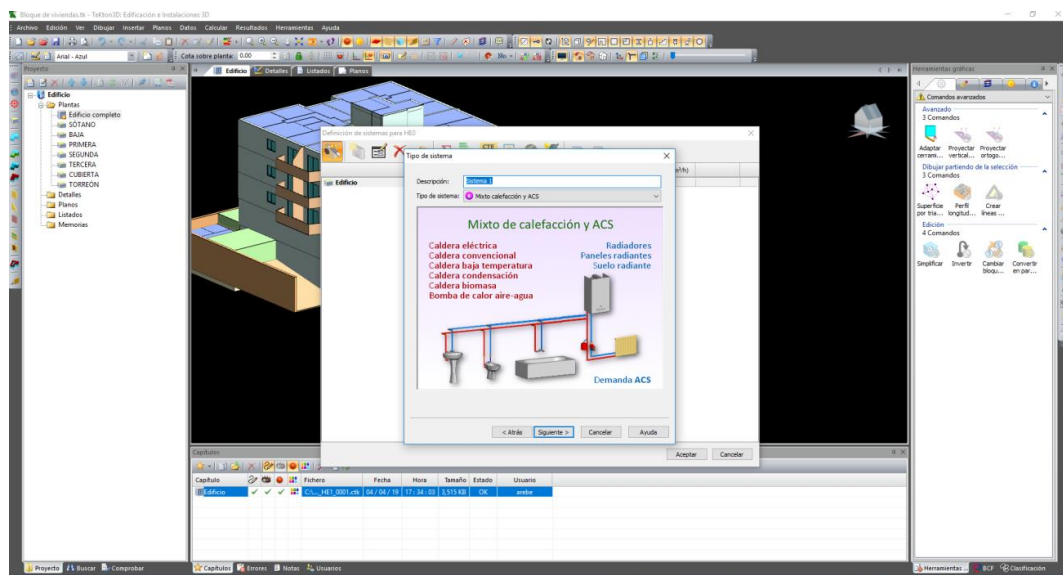 Bloque de viviendas.tk - TeKton3D: Edificación e Instalaciones 3D
Archivo Edición Ver Dibujar Insertar Planos Datos Calcular Resultados Herramientas Ayuda
Arial - Azul
Cota sobre planta: 0.00
Proyecto
Edificio
Plantas
Edificio completo
SÓTANO
BAJA
PRIMERA
SEGUNDA
TERCERA
CUBIERTA
TORREÓN
Detalles
Planos
Listados
Memorias
Edificio Detalles Listados Planos
Definición de sistemas para HE0
Edificio
Tipo de sistema
Descripción: Sistema 1
Tipo de sistema: Mixto calefacción y ACS
Mixto de calefacción y ACS
Caldera eléctrica
Caldera convencional
Caldera baja temperatura
Caldera condensación
Caldera biomasa
Bomba de calor aire-agua
Radiadores
Paneles radiantes
Suelo radiante
Demanda ACS
< Atrás Siguiente > Cancelar Ayuda
Aceptar Cancelar
Capítulos
Capítulo Fichero Fecha Hora Tamaño Estado Usuario
Edificio C:\..._HE1_0001.ctk 04/04/19 17:34:03 3,515 KB OK arebe
Herramientas gráficas
Comandos avanzados
Avanzado
3 Comandos
Adaptar cerrami... Proyectar vertical... Proyectar ortogo...
Dibujar partiendo de la selección
3 Comandos
Superficie por tria... Perfil longitud... Crear líneas ...
Edición
4 Comandos
Simplificar Invertir Cambiar bloqu... Convertir en par...
Proyecto Buscar Comprobar
Capítulos Errores Notas Usuarios
Herramientas ... BCF Clasificación